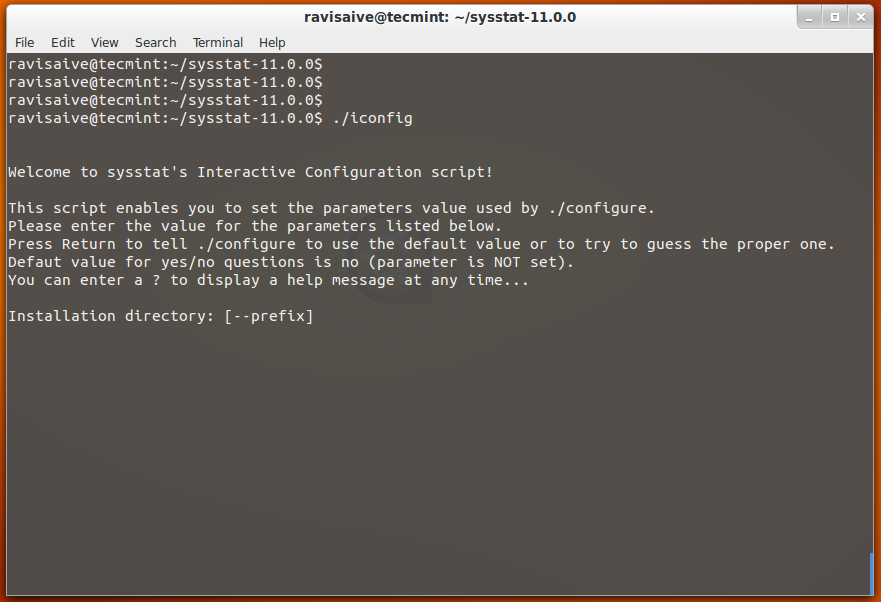 ravisaive@tecmint: ~/sysstat-11.0.0
File Edit View Search Terminal Help
ravisaive@tecmint:~/sysstat-11.0.0$
ravisaive@tecmint:~/sysstat-11.0.0$
ravisaive@tecmint:~/sysstat-11.0.0$
ravisaive@tecmint:~/sysstat-11.0.0$ ./iconfig
Welcome to sysstat's Interactive Configuration script!
This script enables you to set the parameters value used by ./configure.
Please enter the value for the parameters listed below.
Press Return to tell ./configure to use the default value or to try to guess the proper one.
Defaut value for yes/no questions is no (parameter is NOT set).
You can enter a ? to display a help message at any time...
Installation directory: [--prefix]